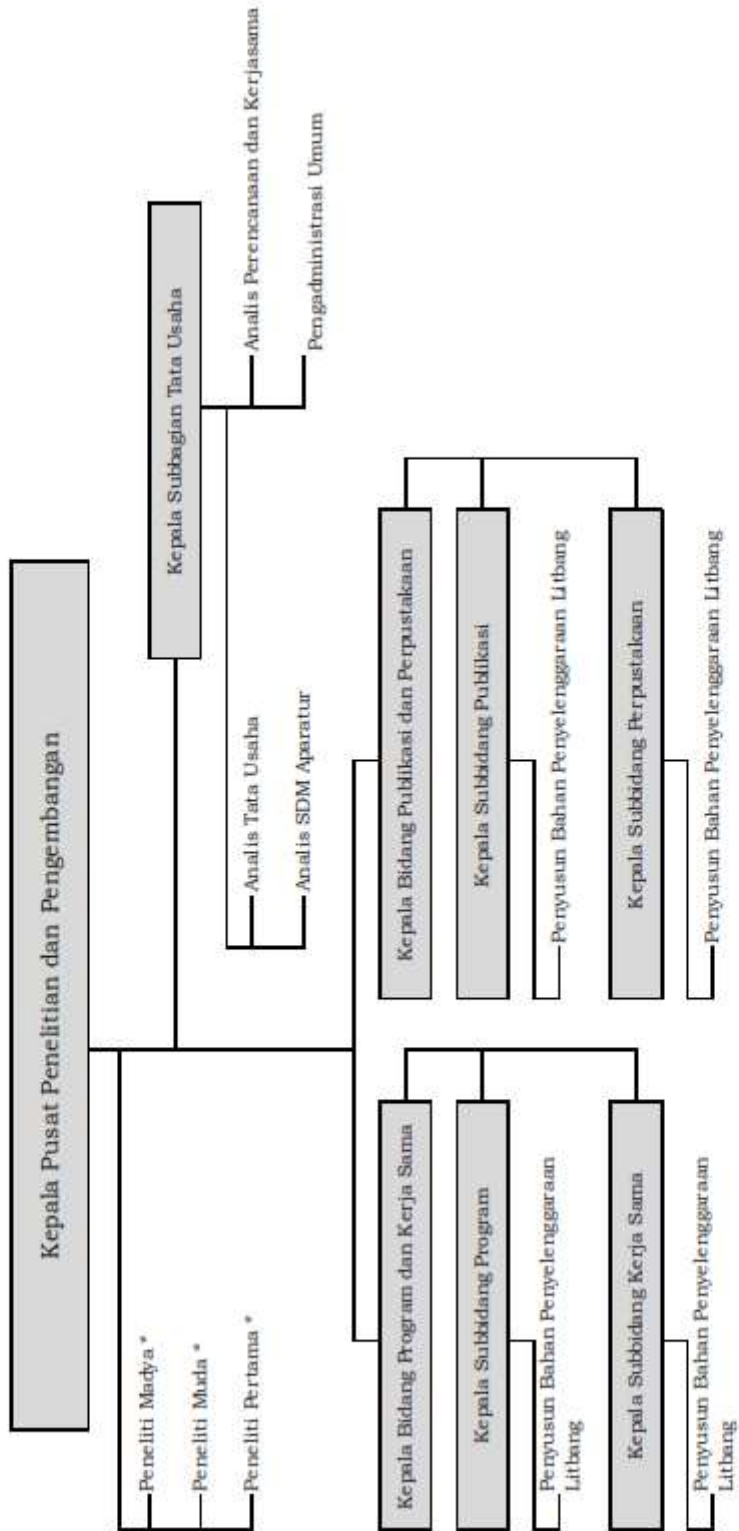 Kepala Pusat Penelitian dan Pengembangan
Peneliti Madya *
Peneliti Muda *
Peneliti Pertama *
Kepala Subbagian Tata Usaha
Analis Tata Usaha
Analis SDM Aparatur
Analis Perencanaan dan Kerjasama
Pengadministrasi Umum
Kepala Bidang Program dan Kerja Sama
Kepala Subbidang Program
Penyusun Bahan Penyelenggaraan
Litbang
Kepala Subbidang Kerja Sama
Penyusun Bahan Penyelenggaraan
Litbang
Kepala Bidang Publikasi dan Perpustakaan
Kepala Subbidang Publikasi
Penyusun Bahan Penyelenggaraan Litbang
Kepala Subbidang Perpustakaan
Penyusun Bahan Penyelenggaraan Litbang